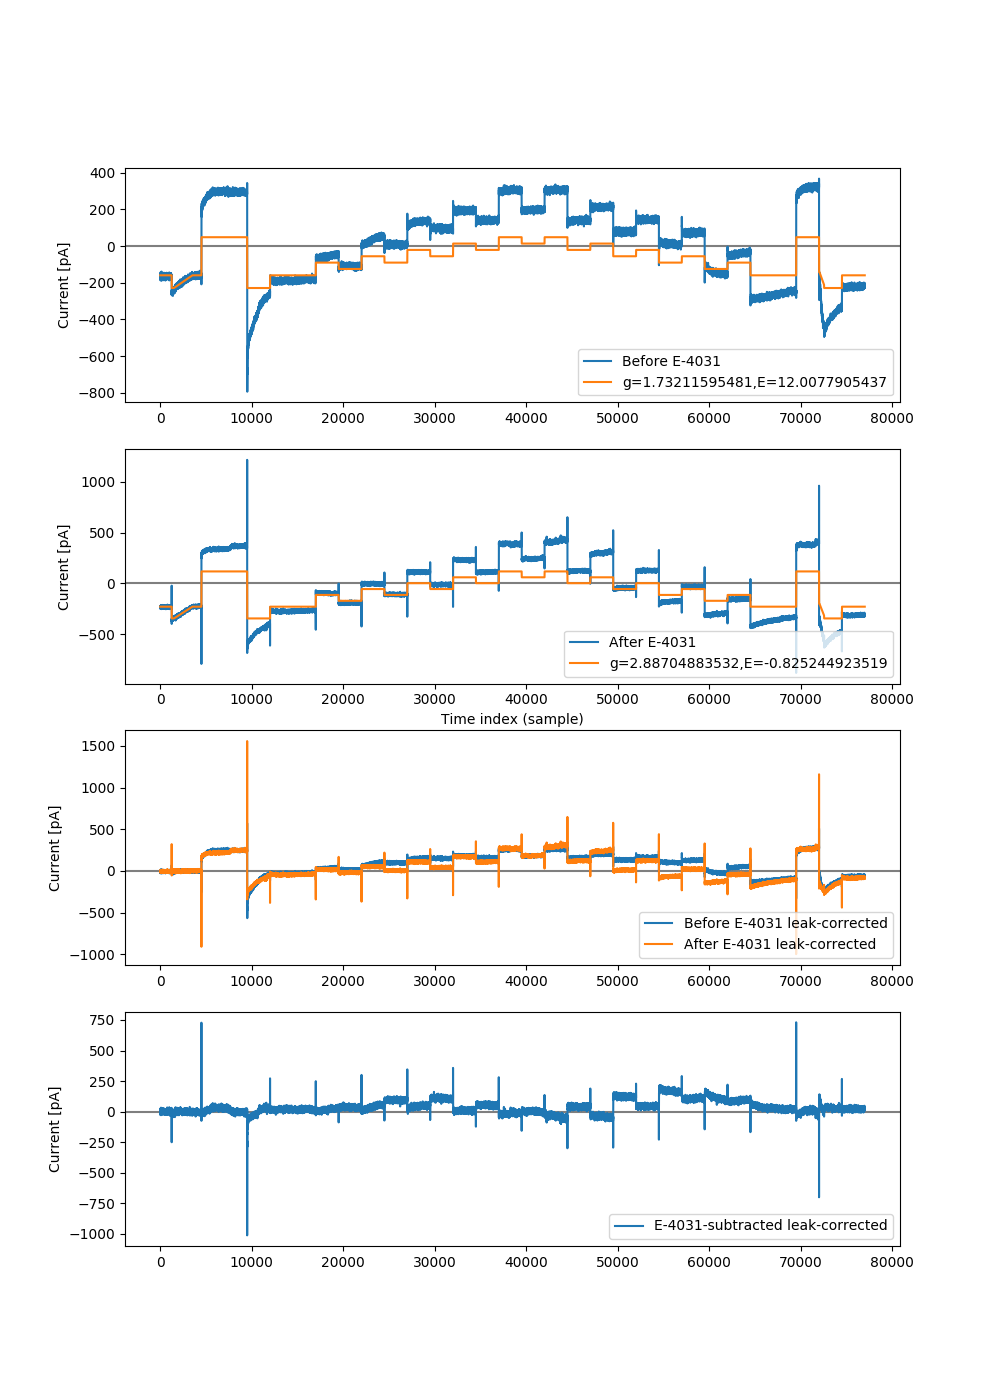 400
200
0
−200
−400
−600
−800
Current [pA]
Before E-4031
g=1.73211595481,E=12.0077905437
0 10000 20000 30000 40000 50000 60000 70000 80000
1000
500
0
−500
Current [pA]
After E-4031
g=2.88704883532,E=-0.825244923519
0 10000 20000 30000 40000 50000 60000 70000 80000
Time index (sample)
1500
1000
500
0
−500
−1000
Current [pA]
Before E-4031 leak-corrected
After E-4031 leak-corrected
0 10000 20000 30000 40000 50000 60000 70000 80000
750
500
250
0
−250
−500
−750
−1000
Current [pA]
E-4031-subtracted leak-corrected
0 10000 20000 30000 40000 50000 60000 70000 80000